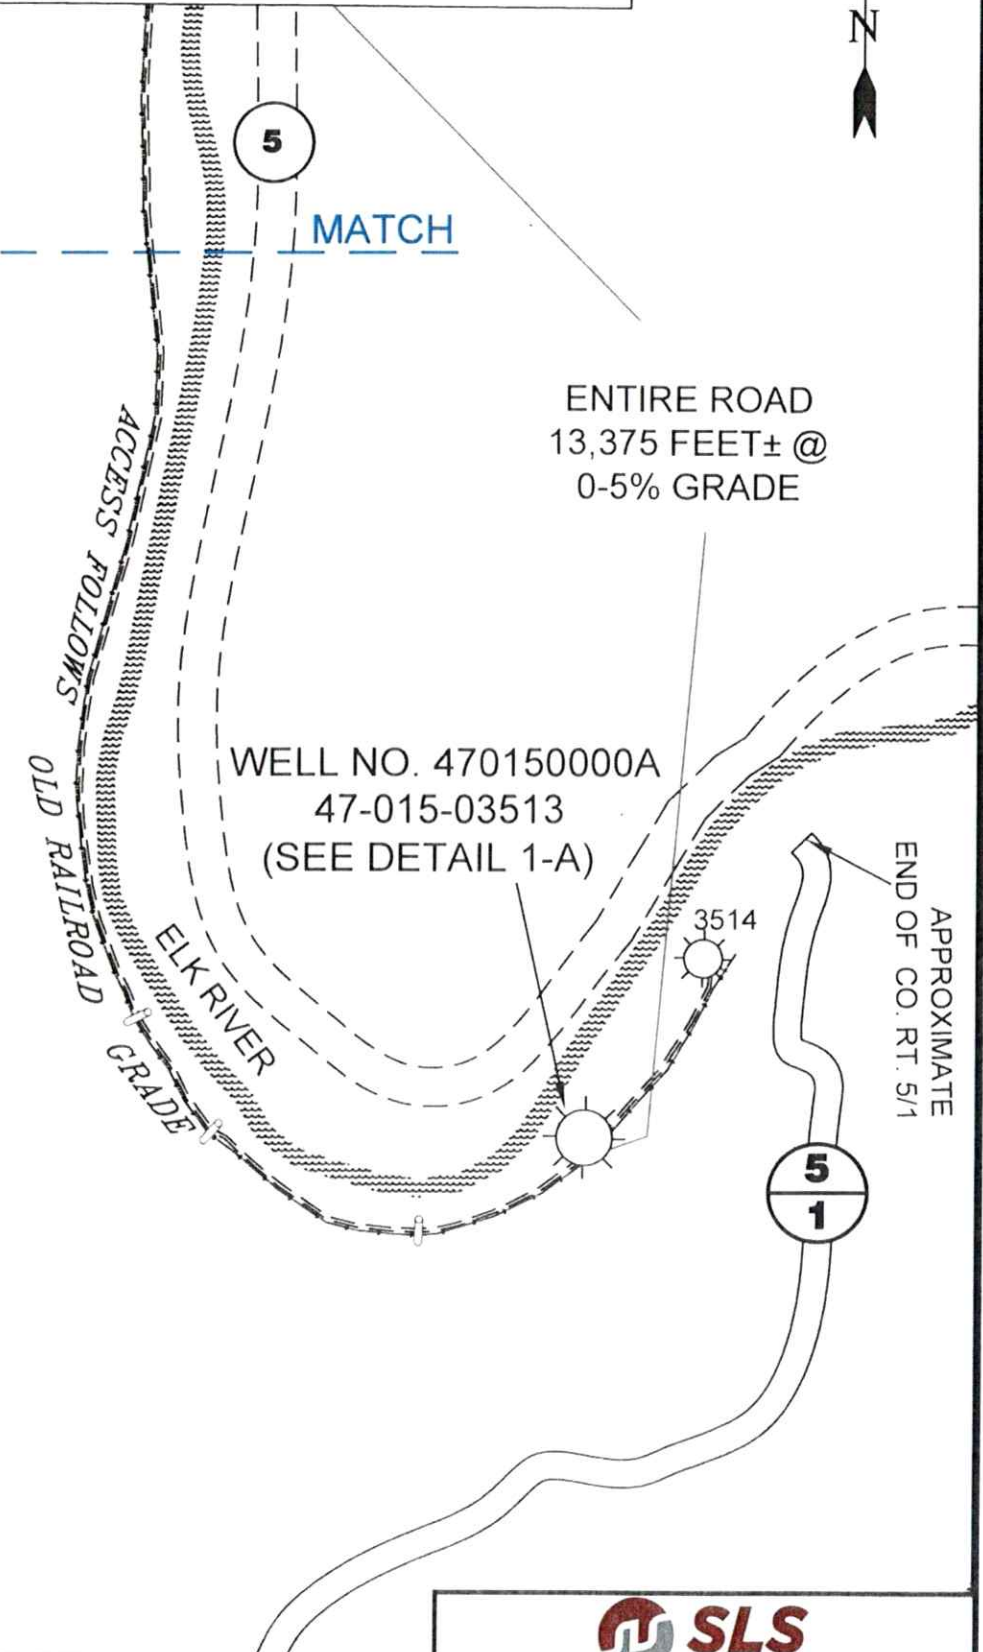 N
5
MATCH
ENTIRE ROAD
13,375 FEET± @
0-5% GRADE
ACCESS FOLLOWS
OLD RAILROAD
GRADE
WELL NO. 470150000A
47-015-03513
(SEE DETAIL 1-A)
ELK RIVER
3514
APPROXIMATE
END OF CO. RT. 5/1
5
1
SLS